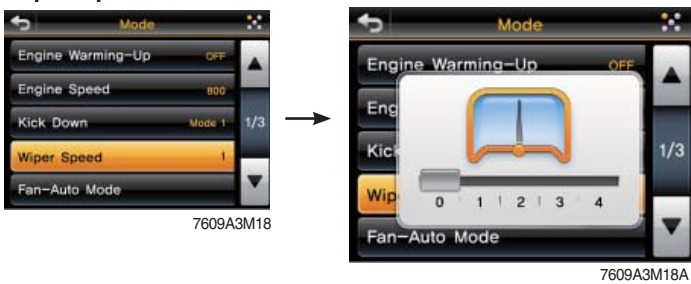 Mode
Engine Warming-Up OFF
Engine Speed 800
Kick Down Mode 1
Wiper Speed 1
Fan-Auto Mode
1/3
7609A3M18
Mode
Engine Warming-Up OFF
Eng
Kick
Wip
0 1 2 3 4
Fan-Auto Mode
1/3
7609A3M18A